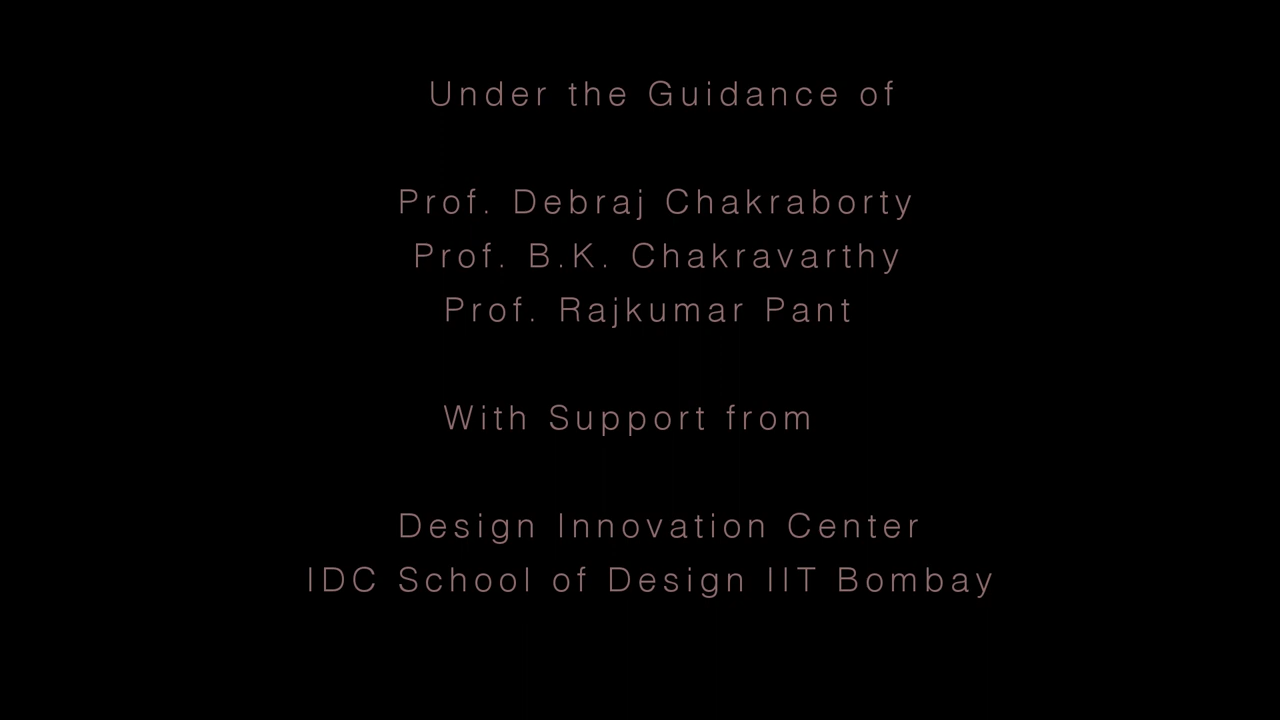 Under the Guidance of
Prof. Debraj Chakraborty
Prof. B.K. Chakravarthy
Prof. Rajkumar Pant
With Support from
Design Innovation Center
IDC School of Design IIT Bombay